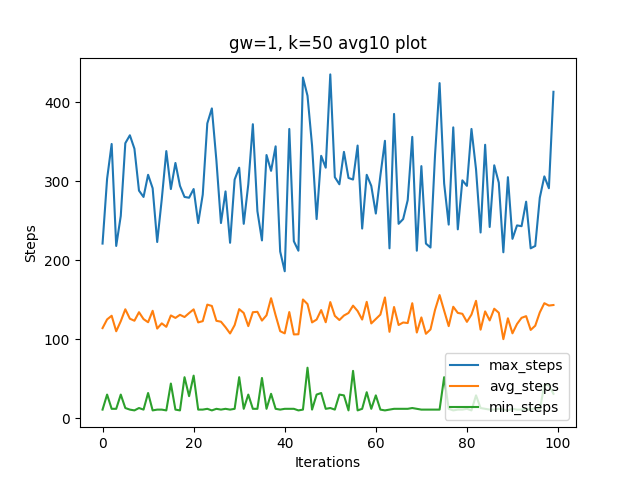 gw=1, k=50 avg10 plot
Steps
400
300
200
100
0
0 20 40 60 80 100
Iterations
max_steps
avg_steps
min_steps